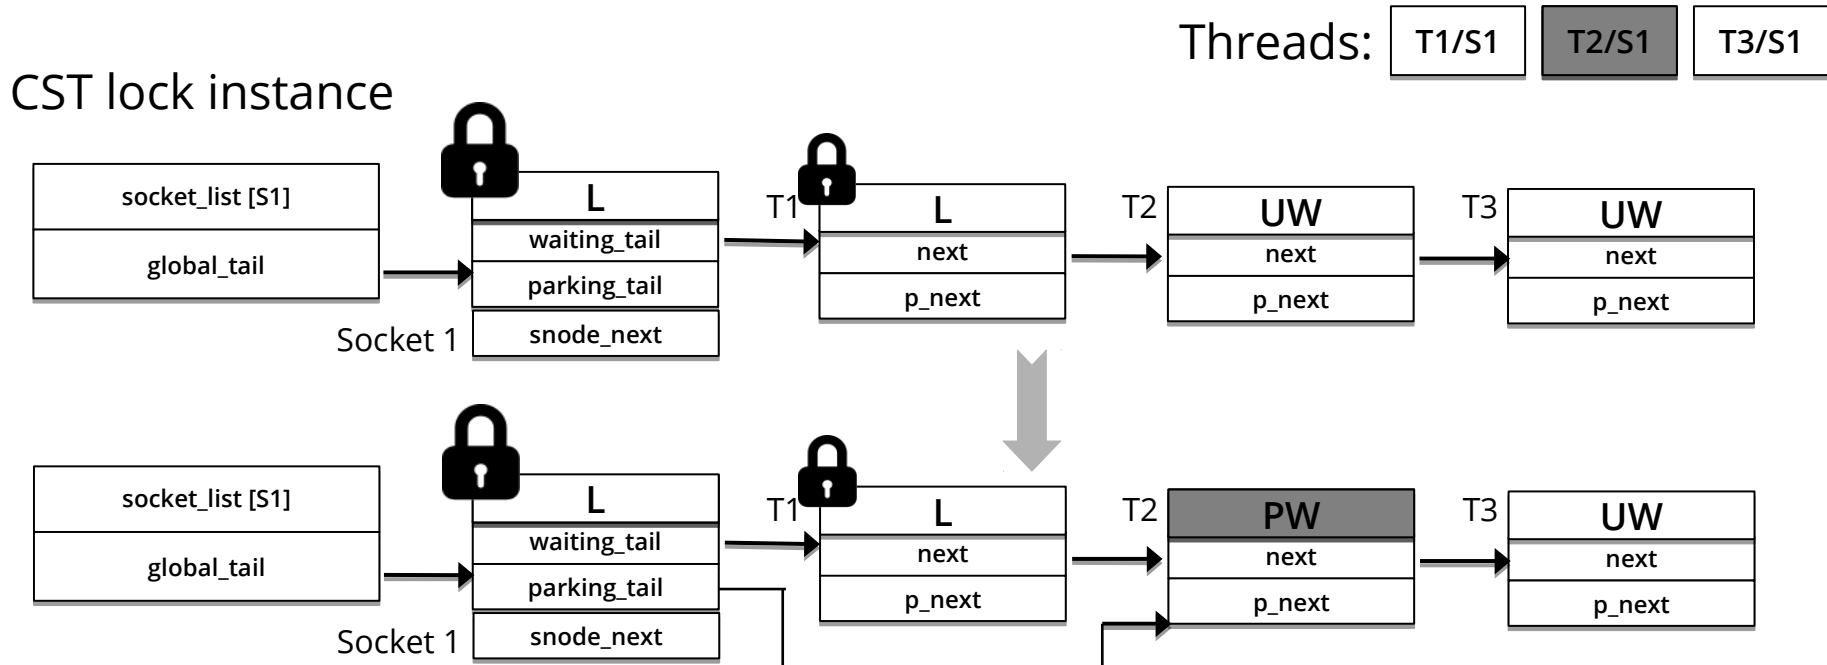 Threads: T1/S1 T2/S1 T3/S1
CST lock instance
socket_list [S1]
global_tail
L
waiting_tail
parking_tail
snode_next
Socket 1
T1
L
next
p_next
T2
UW
next
p_next
T3
UW
next
p_next
socket_list [S1]
global_tail
L
waiting_tail
parking_tail
snode_next
Socket 1
T1
L
next
p_next
T2
PW
next
p_next
T3
UW
next
p_next